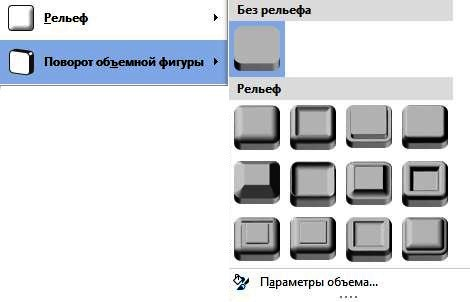 Рельеф
Поворот объемной фигуры
Без рельефа
Рельеф
Параметры объема...